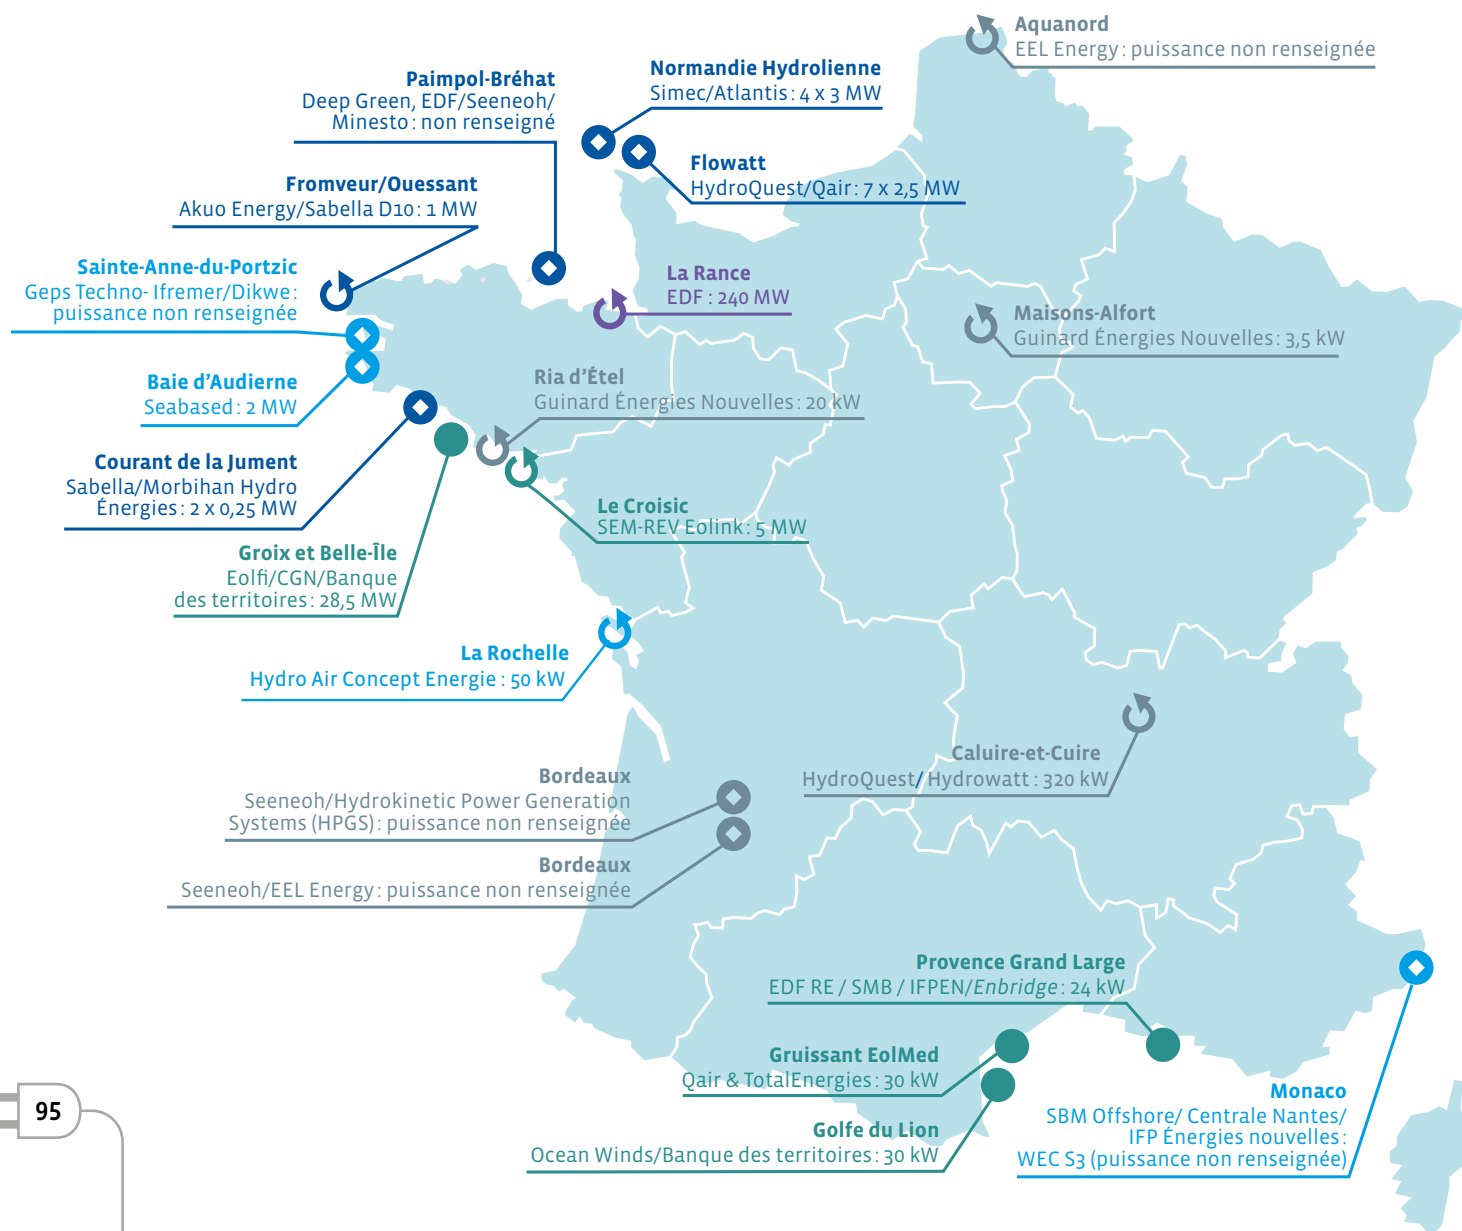 Aquanord
EEL Energy : puissance non renseignée
Normandie Hydrolienne
Simec/Atlantis : 4 x 3 MW
Paimpol-Bréhat
Deep Green, EDF/Seeneoh/
Minesto : non renseigné
Flowatt
HydroQuest/Qair : 7 x 2,5 MW
Fromveur/Ouessant
Akuo Energy/Sabella D10 : 1 MW
Sainte-Anne-du-Portzic
Geps Techno- Ifremer/Dikwe :
puissance non renseignée
La Rance
EDF : 240 MW
Maisons-Alfort
Guinard Énergies Nouvelles : 3,5 kW
Baie d’Audierne
Seabased : 2 MW
Ria d’Étel
Guinard Énergies Nouvelles : 20 kW
Courant de la Jument
Sabella/Morbihan Hydro
Énergies : 2 x 0,25 MW
Le Croisic
SEM-REV Eolink : 5 MW
Groix et Belle-Île
Eolfi/CGN/Banque
des territoires : 28,5 MW
La Rochelle
Hydro Air Concept Energie : 50 kW
Caluire-et-Cuire
HydroQuest/ Hydrowatt : 320 kW
Bordeaux
Seeneoh/Hydrokinetic Power Generation
Systems (HPGS) : puissance non renseignée
Bordeaux
Seeneoh/EEL Energy : puissance non renseignée
Provence Grand Large
EDF RE / SMB / IFPEN/Enbridge : 24 kW
Gruissant EolMed
Qair & TotalEnergies : 30 kW
Golfe du Lion
Ocean Winds/Banque des territoires : 30 kW
Monaco
SBM Offshore/ Centrale Nantes/
IFP Énergies nouvelles :
WEC S3 (puissance non renseignée)
95